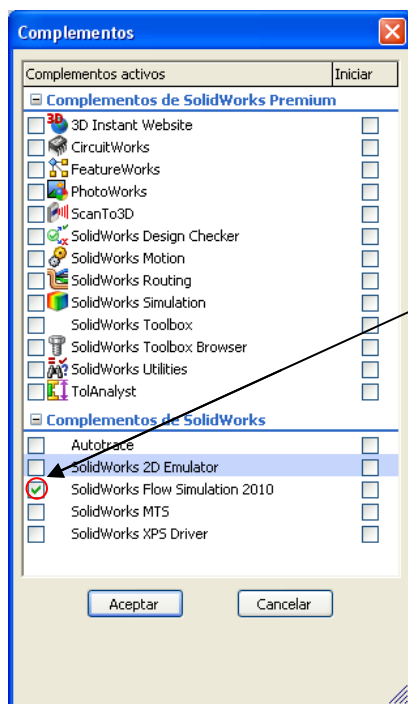 Complementos
Complementos activos Iniciar
Complementos de SolidWorks Premium
3D Instant Website
CircuitWorks
FeatureWorks
PhotoWorks
ScanTo3D
SolidWorks Design Checker
SolidWorks Motion
SolidWorks Routing
SolidWorks Simulation
SolidWorks Toolbox
SolidWorks Toolbox Browser
SolidWorks Utilities
TolAnalyst
Complementos de SolidWorks
Autotrace
SolidWorks 2D Emulator
SolidWorks Flow Simulation 2010
SolidWorks MTS
SolidWorks XPS Driver
Aceptar Cancelar